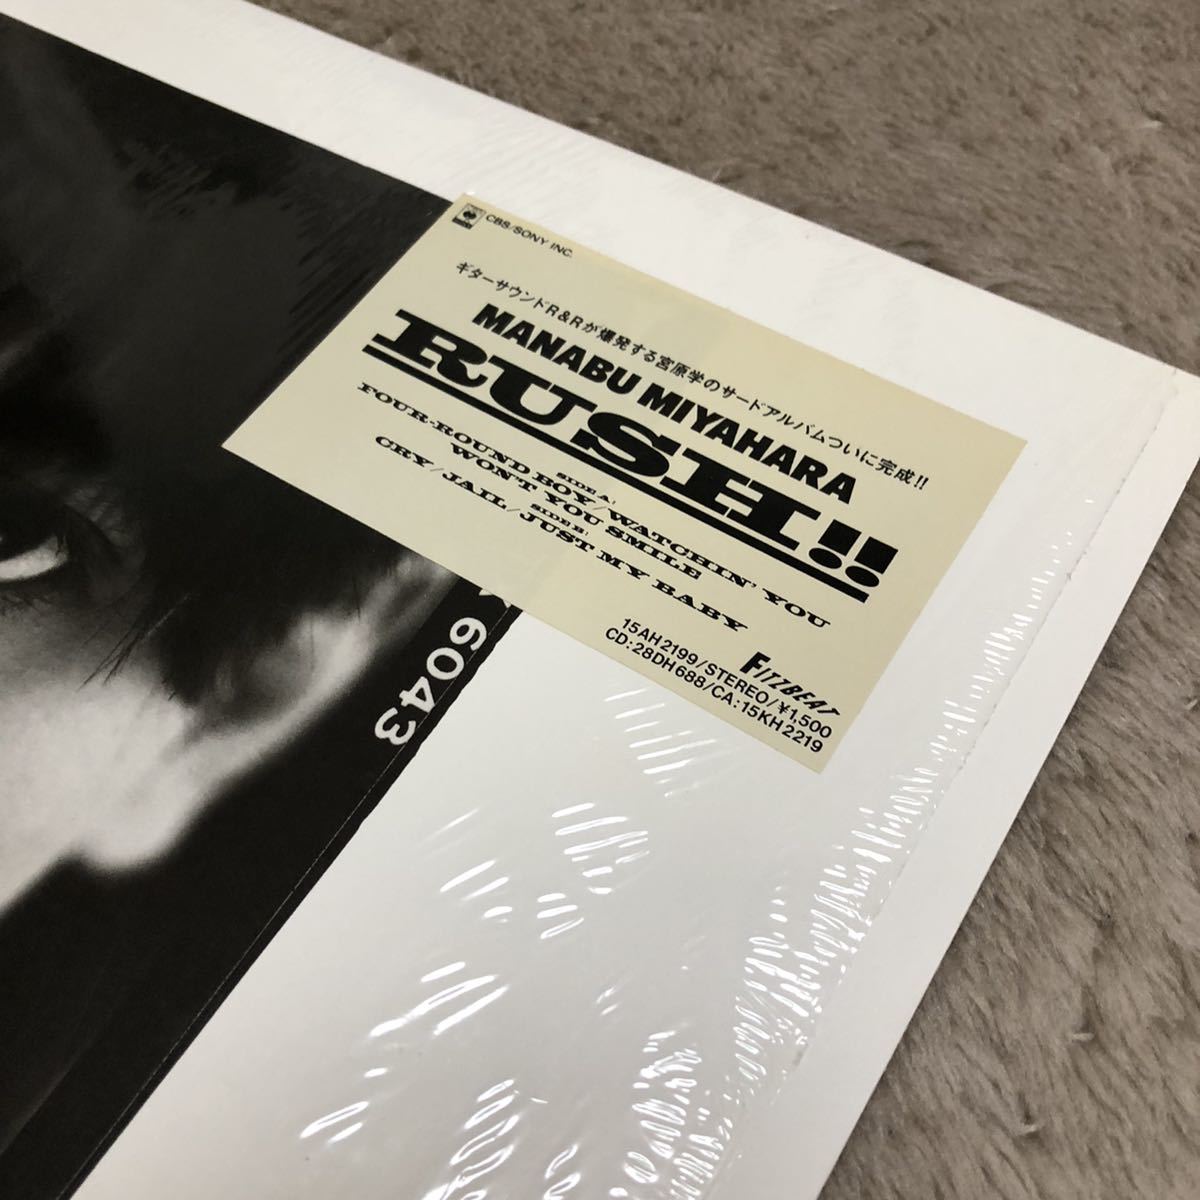 CBS/SONY INC.
ギターサウンドR&Rが爆発する宮原学のサードアルバムついに完成!!
MANABU MIYAHARA
RUSH!!
SIDE A:
FOUR-ROUND BOY/WATCHIN' YOU
WON'T YOU SMILE
SIDE B:
CRY/JAIL/JUST MY BABY
FITZBEAT
15AH2199/STEREO/¥1,500
CD:28DH688/CA:15KH2219
6043